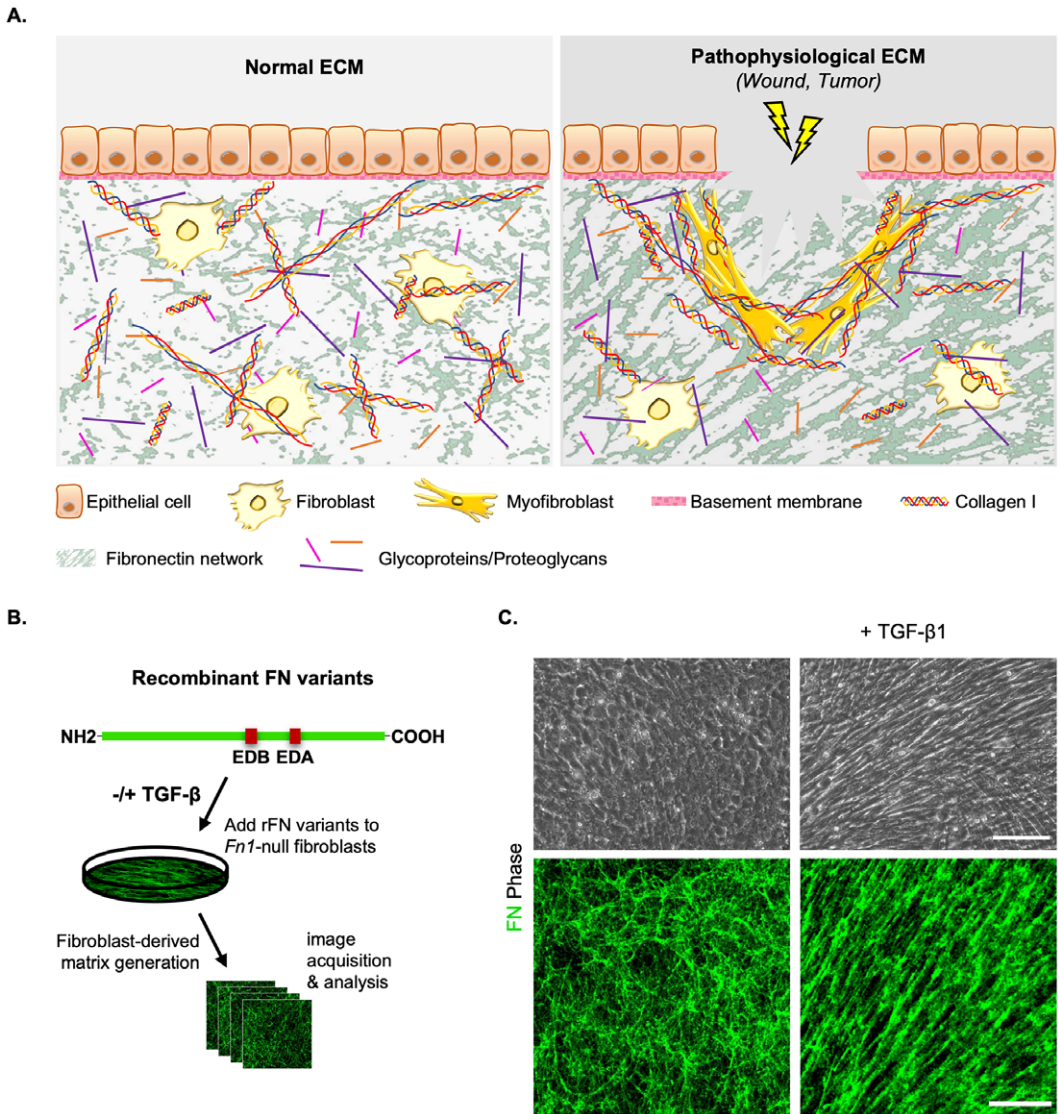 A.
Normal ECM
Pathophysiological ECM
(Wound, Tumor)
Epithelial cell
Fibroblast
Myofibroblast
Basement membrane
Collagen I
Fibronectin network
Glycoproteins/Proteoglycans
B.
Recombinant FN variants
NH2
COOH
EDB
EDA
-/+ TGF-β
Add rFN variants to
Fn1-null fibroblasts
Fibroblast-derived
matrix generation
image
acquisition
& analysis
C.
+ TGF-β1
FN Phase